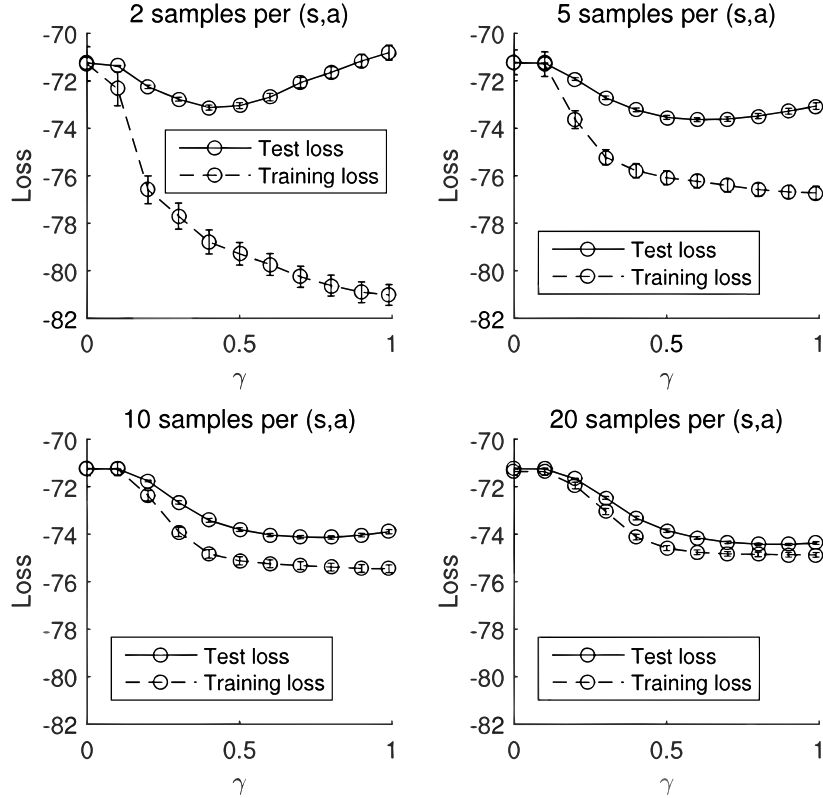 2 samples per (s,a)
-70
-72
-74
-76
-78
-80
-82
Loss
Test loss
Training loss
0
0.5
1
γ
5 samples per (s,a)
-70
-72
-74
-76
-78
-80
-82
Loss
Test loss
Training loss
0
0.5
1
γ
10 samples per (s,a)
-70
-72
-74
-76
-78
-80
-82
Loss
Test loss
Training loss
0
0.5
1
γ
20 samples per (s,a)
-70
-72
-74
-76
-78
-80
-82
Loss
Test loss
Training loss
0
0.5
1
γ